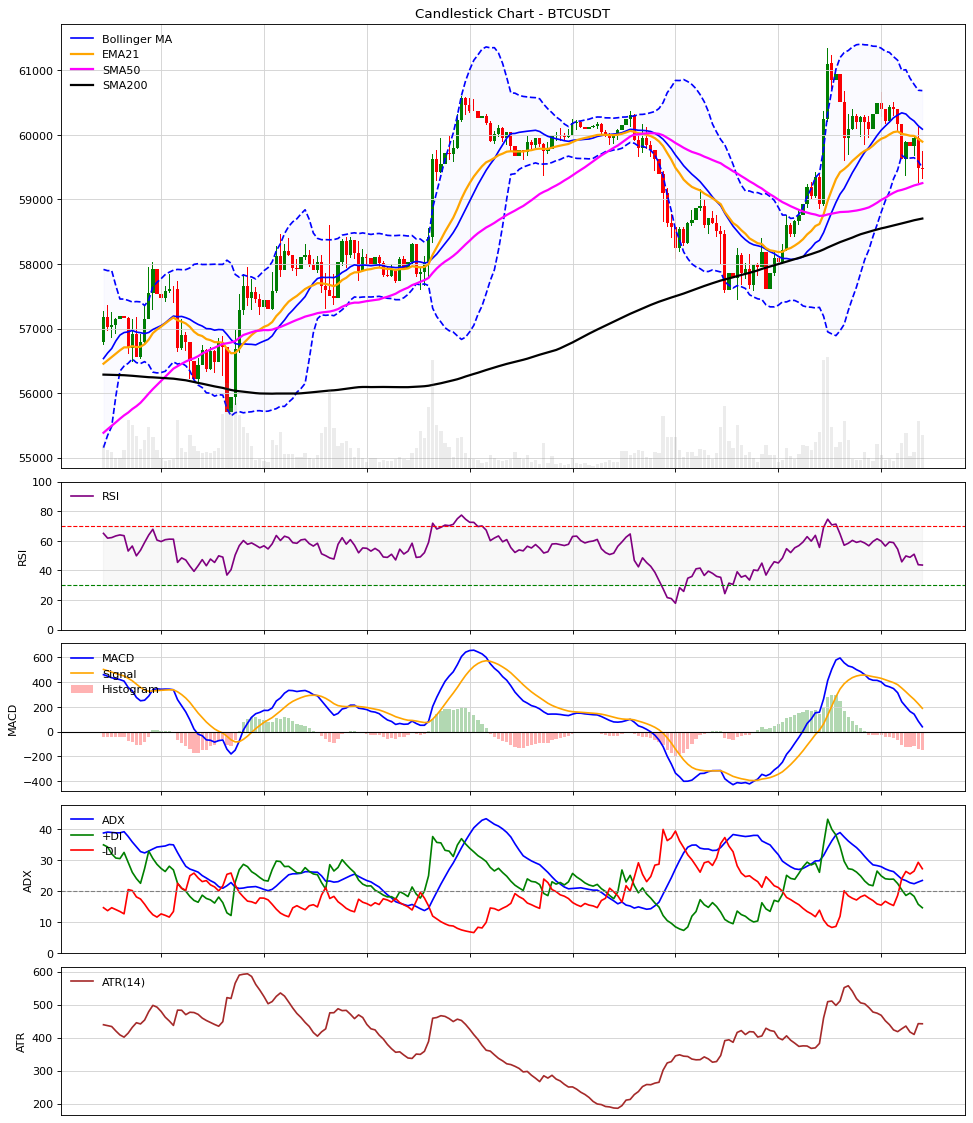 Candlestick Chart - BTCUSDT
Bollinger MA
EMA21
SMA50
SMA200
61000
60000
59000
58000
57000
56000
55000
RSI
RSI
100
80
60
40
20
0
MACD
Signal
Histogram
MACD
600
400
200
0
−200
−400
ADX
+DI
-DI
ADX
40
30
20
10
0
ATR(14)
ATR
600
500
400
300
200